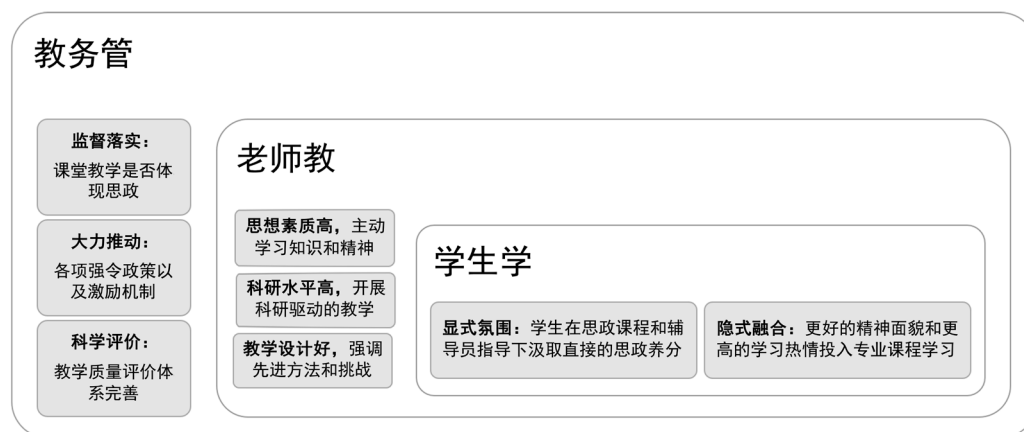 教务管
监督落实：
课堂教学是否体
现思政
大力推动：
各项强令政策以
及激励机制
科学评价：
教学质量评价体
系完善
老师教
思想素质高，主动
学习知识和精神
科研水平高，开展
科研驱动的教学
教学设计好，强调
先进方法和挑战
学生学
显式氛围：学生在思政课程和辅
导员指导下汲取直接的思政养分
隐式融合：更好的精神面貌和更
高的学习热情投入专业课程学习